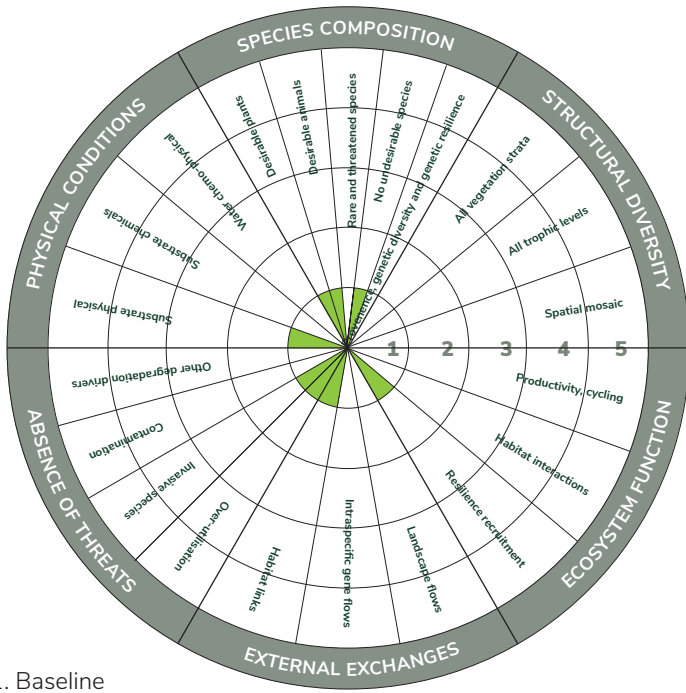 SPECIES COMPOSITION
STRUCTURAL DIVERSITY
ECOSYSTEM FUNCTION
EXTERNAL EXCHANGES
ABSENCE OF THREATS
PHYSICAL CONDITIONS
Desirable plants
Desirable animals
Rare and threatened species
No undesirable species
genetic diversity and genetic resilience
All vegetation strata
All trophic levels
Spatial mosaic
Productivity, cycling
Habitat interactions
Resilience recruitment
Landscape flows
Intraspecific gene flows
Habitat links
Over-utilisation
Invasive species
Contamination
Other degradation drivers
Substrate physical
Substrate chemicals
Water chemo-physical
1 2 3 4 5
. Baseline